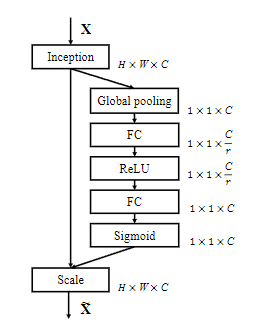 X
Inception
H × W × C
Global pooling
1 × 1 × C
FC
1 × 1 × C/r
ReLU
1 × 1 × C/r
FC
1 × 1 × C
Sigmoid
1 × 1 × C
Scale
H × W × C
X̃